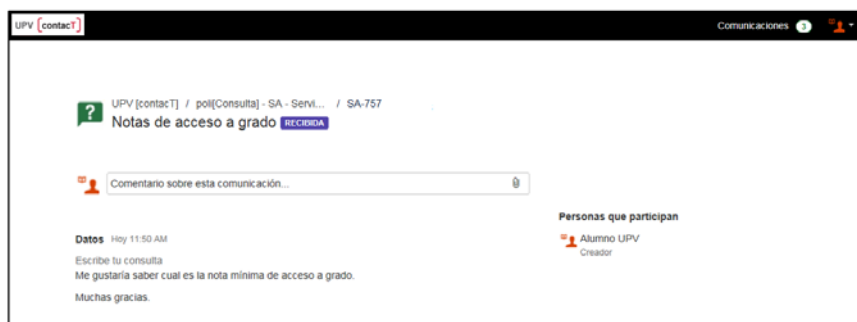 UPV [contacT]
Comunicaciones 3
UPV [contacT] / poli[Consulta] - SA - Servi... / SA-757
Notas de acceso a grado RECIBIDA
Comentario sobre esta comunicación...
Personas que participan
Alumno UPV
Creador
Datos Hoy 11:50 AM
Escribe tu consulta
Me gustaría saber cual es la nota mínima de acceso a grado.
Muchas gracias.